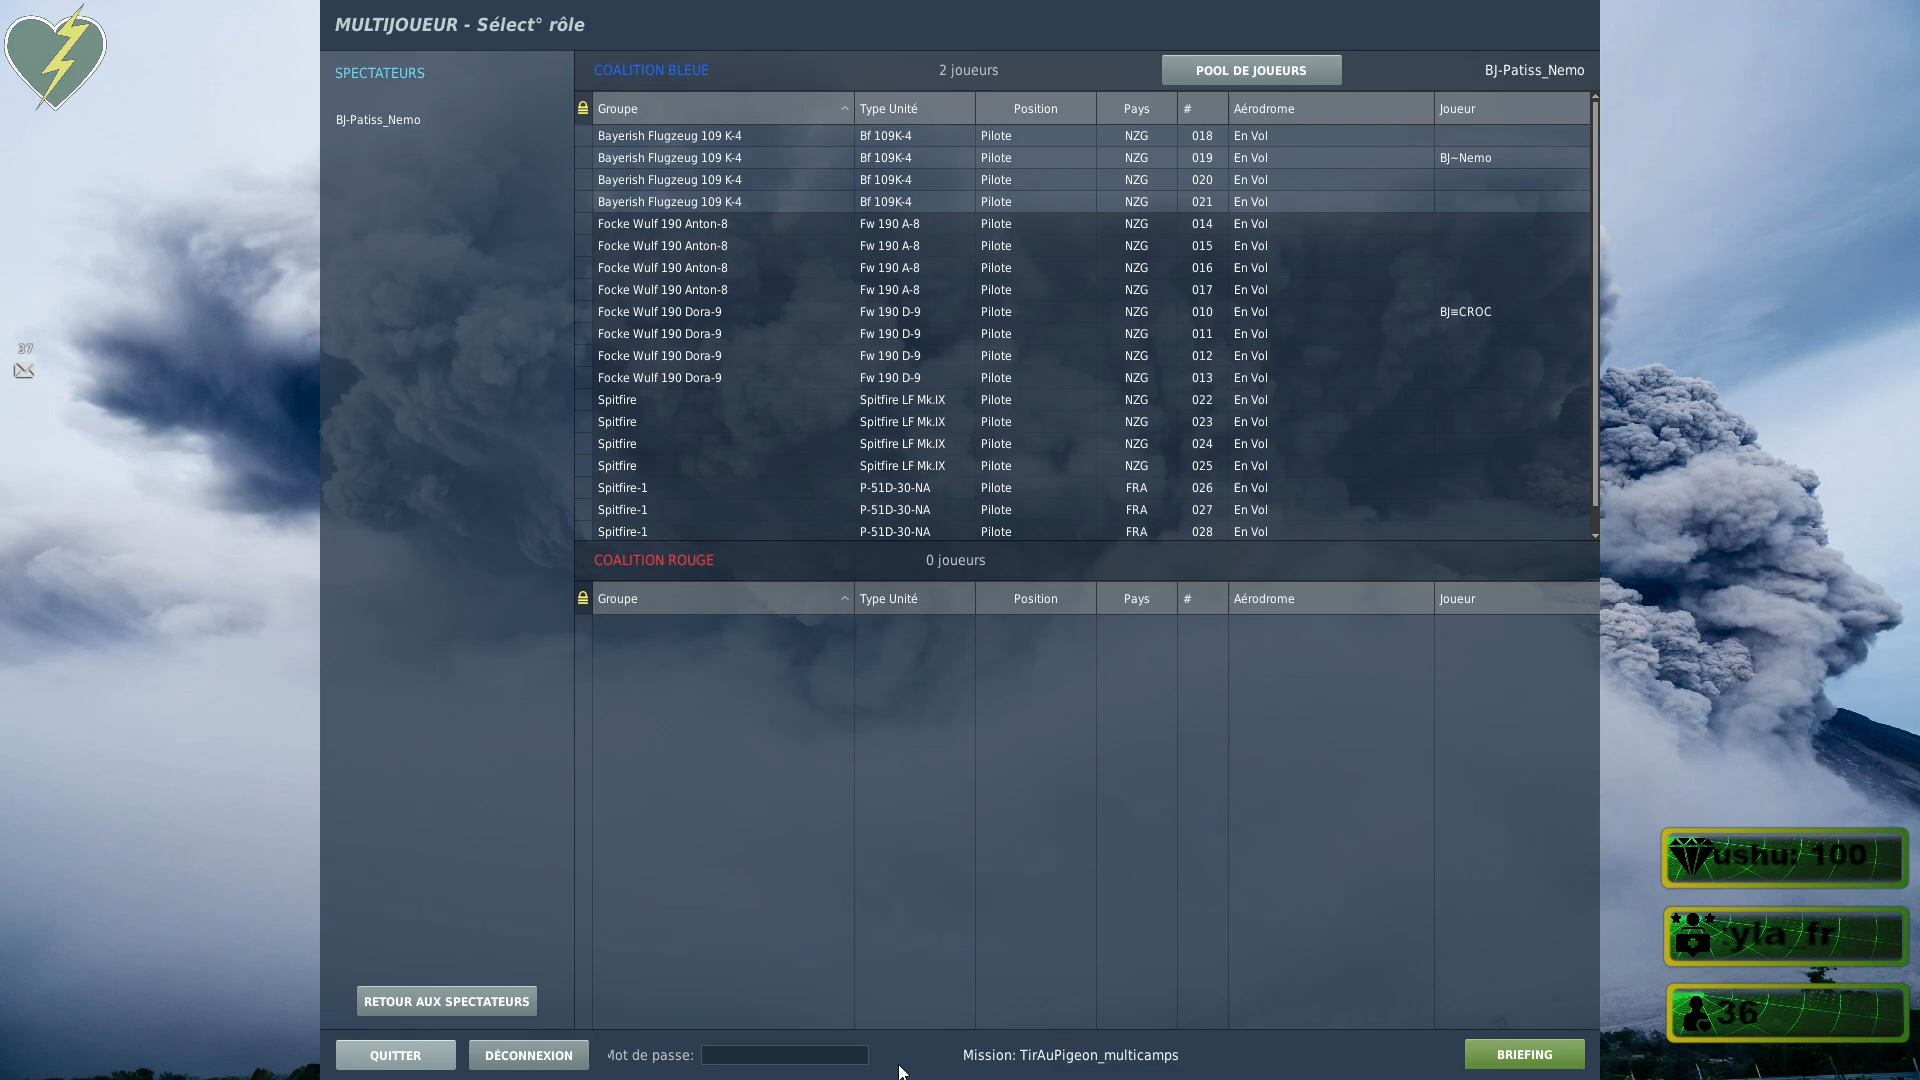 MULTIJOUEUR - Sélect° rôle
SPECTATEURS
BJ-Patiss_Nemo
COALITION BLEUE 2 joueurs POOL DE JOUEURS BJ-Patiss_Nemo
Groupe Type Unité Position Pays # Aérodrome Joueur
Bayerish Flugzeug 109 K-4 Bf 109K-4 Pilote NZG 018 En Vol
Bayerish Flugzeug 109 K-4 Bf 109K-4 Pilote NZG 019 En Vol BJ~Nemo
Bayerish Flugzeug 109 K-4 Bf 109K-4 Pilote NZG 020 En Vol
Bayerish Flugzeug 109 K-4 Bf 109K-4 Pilote NZG 021 En Vol
Focke Wulf 190 Anton-8 Fw 190 A-8 Pilote NZG 014 En Vol
Focke Wulf 190 Anton-8 Fw 190 A-8 Pilote NZG 015 En Vol
Focke Wulf 190 Anton-8 Fw 190 A-8 Pilote NZG 016 En Vol
Focke Wulf 190 Anton-8 Fw 190 A-8 Pilote NZG 017 En Vol
Focke Wulf 190 Dora-9 Fw 190 D-9 Pilote NZG 010 En Vol BJ≡CROC
Focke Wulf 190 Dora-9 Fw 190 D-9 Pilote NZG 011 En Vol
Focke Wulf 190 Dora-9 Fw 190 D-9 Pilote NZG 012 En Vol
Focke Wulf 190 Dora-9 Fw 190 D-9 Pilote NZG 013 En Vol
Spitfire Spitfire LF Mk.IX Pilote NZG 022 En Vol
Spitfire Spitfire LF Mk.IX Pilote NZG 023 En Vol
Spitfire Spitfire LF Mk.IX Pilote NZG 024 En Vol
Spitfire Spitfire LF Mk.IX Pilote NZG 025 En Vol
Spitfire-1 P-51D-30-NA Pilote FRA 026 En Vol
Spitfire-1 P-51D-30-NA Pilote FRA 027 En Vol
Spitfire-1 P-51D-30-NA Pilote FRA 028 En Vol
COALITION ROUGE 0 joueurs
Groupe Type Unité Position Pays # Aérodrome Joueur
RETOUR AUX SPECTATEURS
QUITTER DÉCONNEXION Mot de passe: Mission: TirAuPigeon_multicamps BRIEFING
37
ushu: 100
yla_fr
36